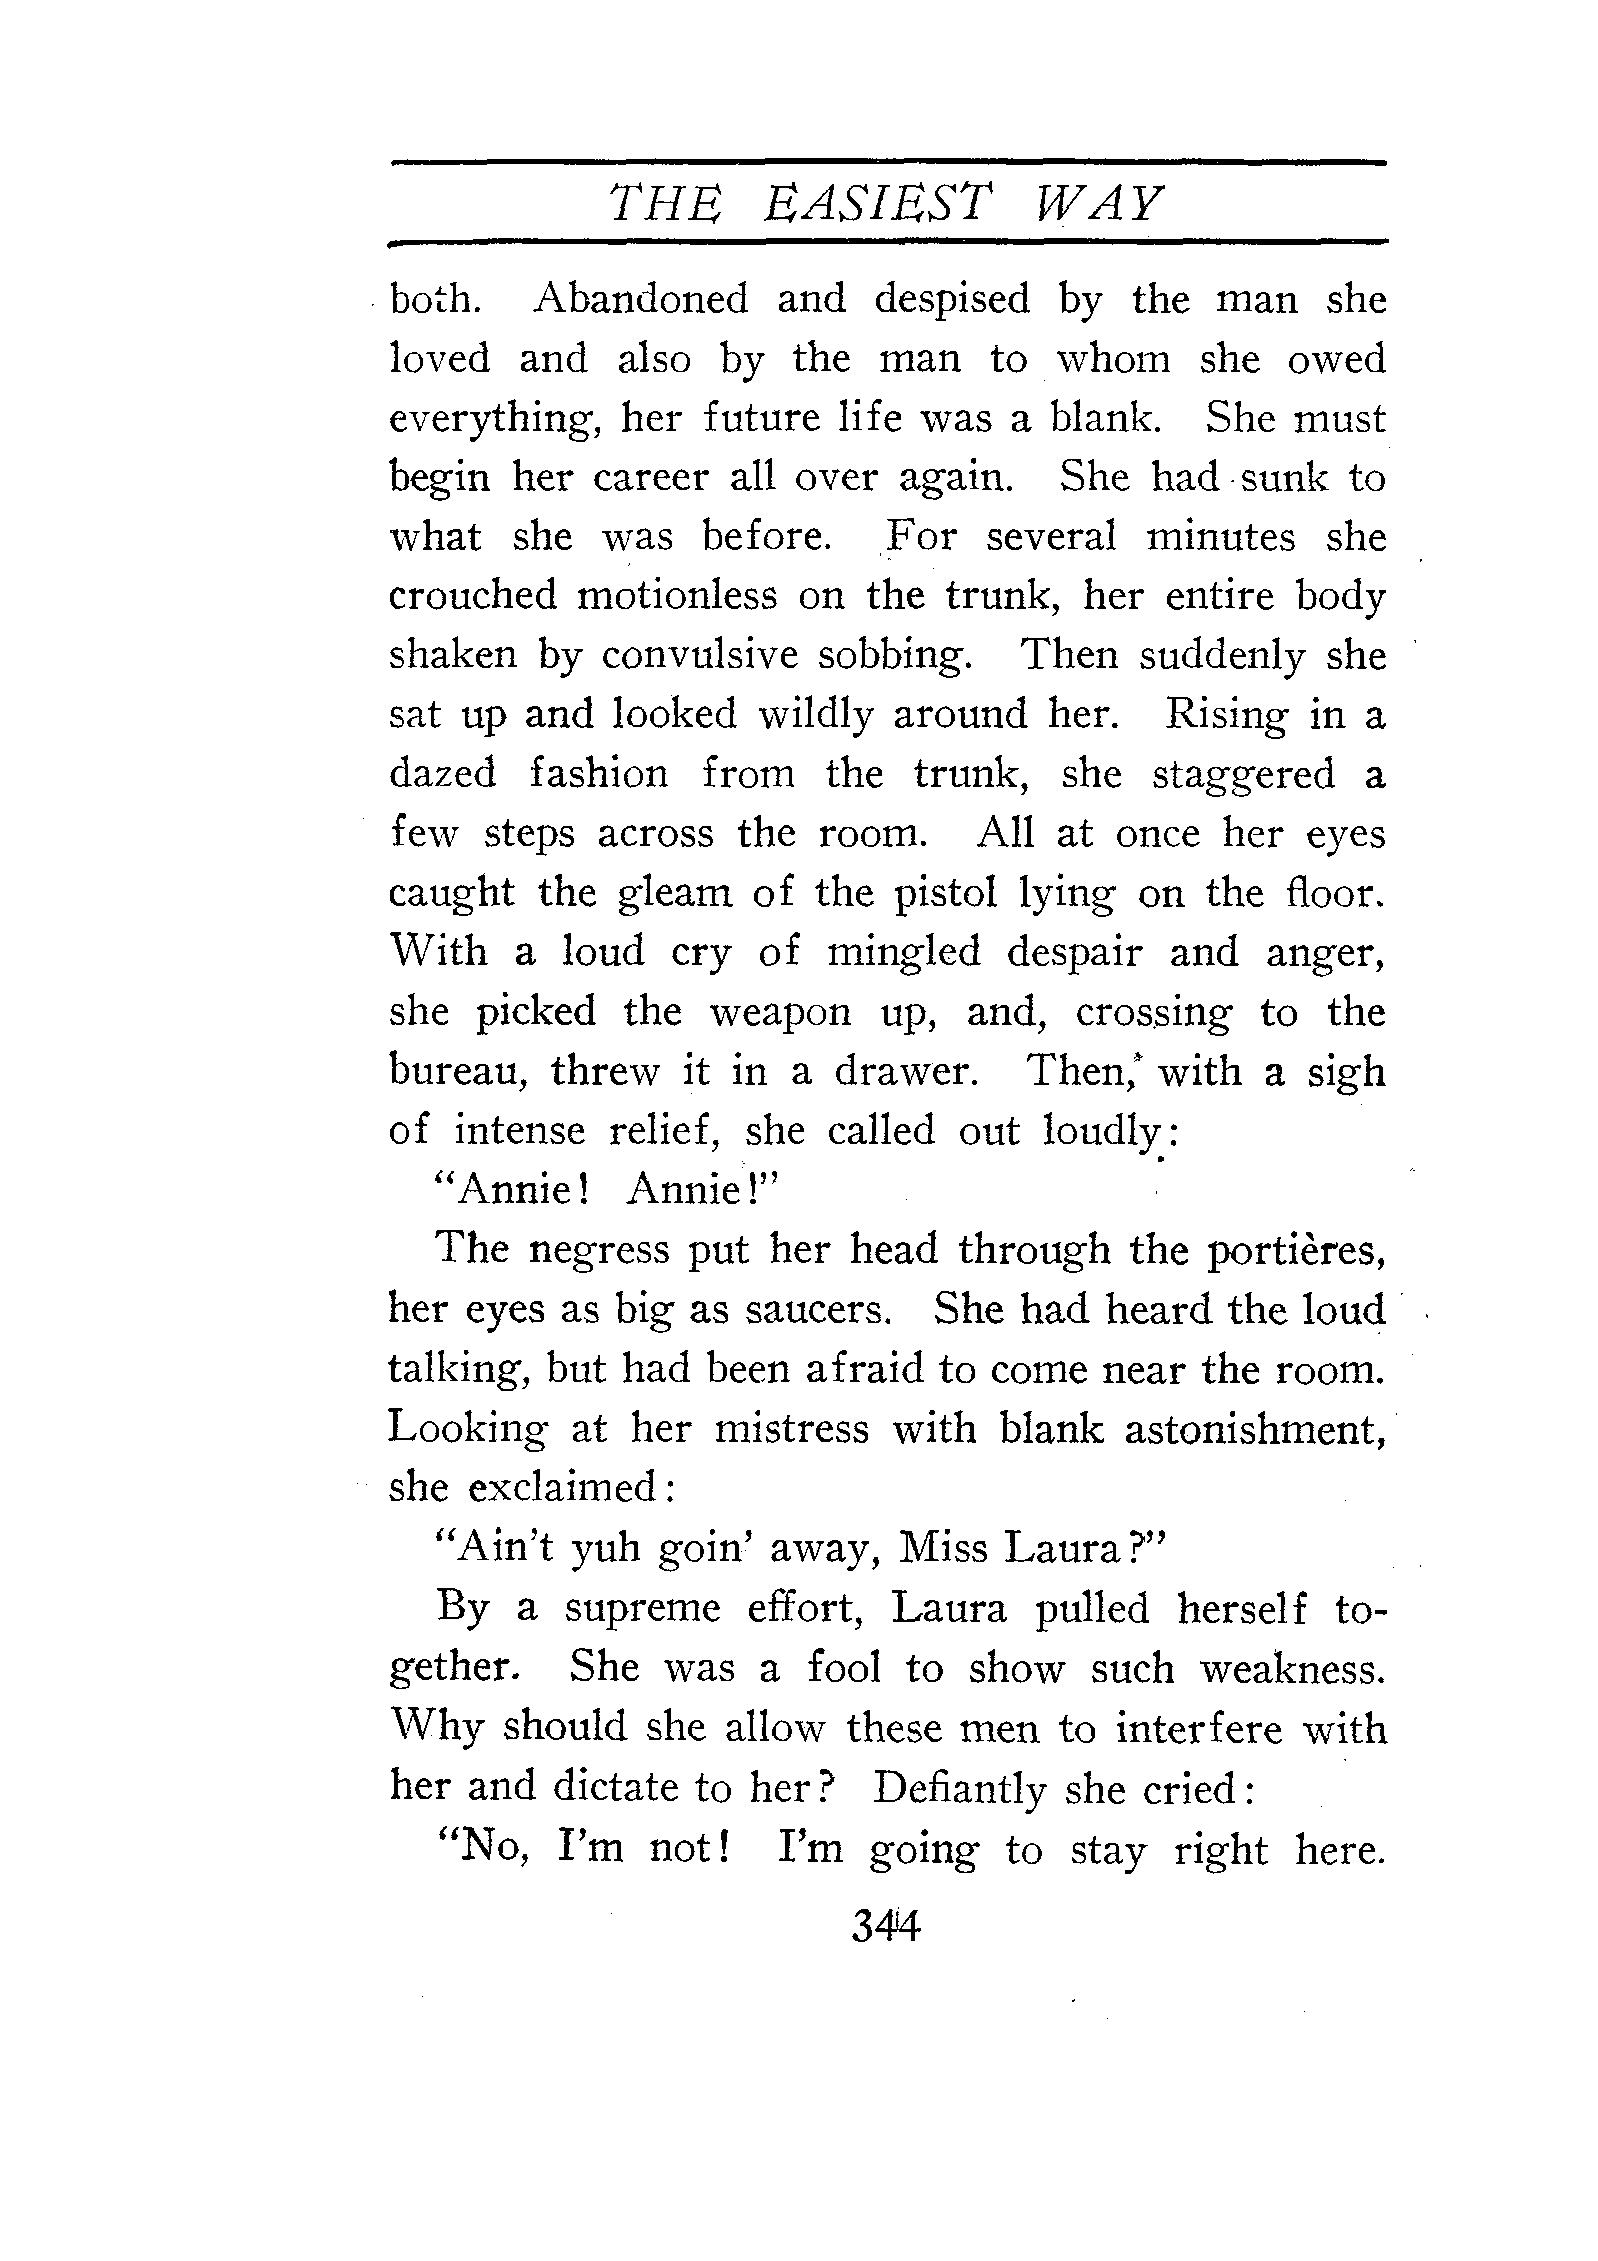 THE EASIEST WAY
both. Abandoned and despised by the man she
loved and also by the man to whom she owed
everything, her future life was a blank. She must
begin her career all over again. She had sunk to
what she was before. For several minutes she
crouched motionless on the trunk, her entire body
shaken by convulsive sobbing. Then suddenly she
sat up and looked wildly around her. Rising in a
dazed fashion from the trunk, she staggered a
few steps across the room. All at once her eyes
caught the gleam of the pistol lying on the floor.
With a loud cry of mingled despair and anger,
she picked the weapon up, and, crossing to the
bureau, threw it in a drawer. Then, with a sigh
of intense relief, she called out loudly:
"Annie! Annie!"
The negress put her head through the portières,
her eyes as big as saucers. She had heard the loud
talking, but had been afraid to come near the room.
Looking at her mistress with blank astonishment,
she exclaimed:
"Ain't yuh goin' away, Miss Laura?"
By a supreme effort, Laura pulled herself to-
gether. She was a fool to show such weakness.
Why should she allow these men to interfere with
her and dictate to her? Defiantly she cried:
"No, I'm not! I'm going to stay right here.
344